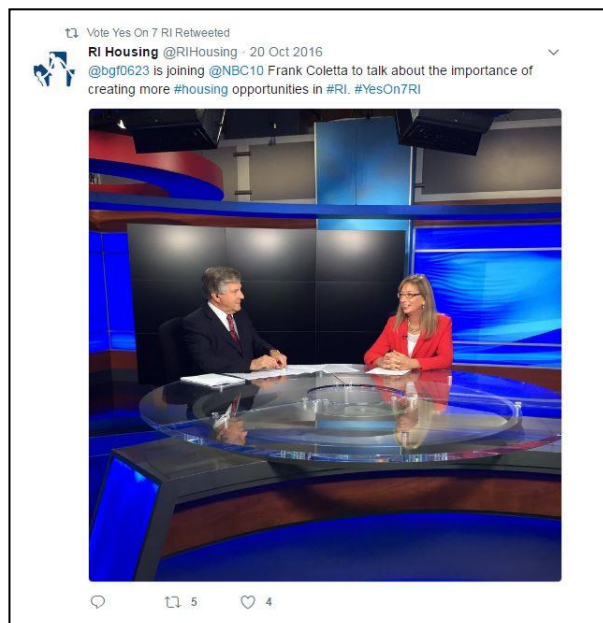 Vote Yes On 7 RI Retweeted
RI Housing @RIHousing · 20 Oct 2016
@bgf0623 is joining @NBC10 Frank Coletta to talk about the importance of
creating more #housing opportunities in #RI. #YesOn7RI
5 4